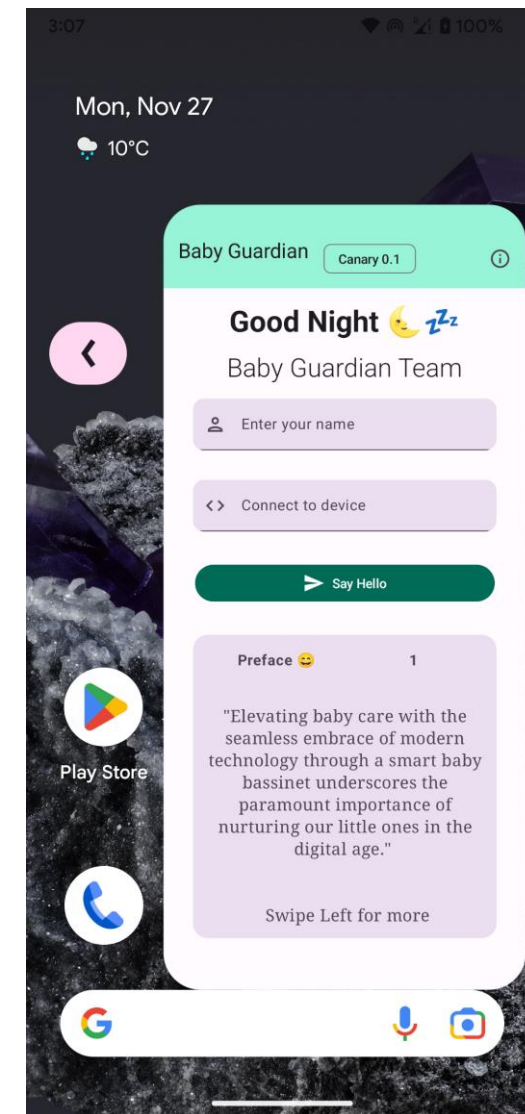 3:07
100%
Mon, Nov 27
10°C
Baby Guardian
Canary 0.1
Good Night 🌜 💤
Baby Guardian Team
Enter your name
Connect to device
Say Hello
Preface 😄 1
"Elevating baby care with the
seamless embrace of modern
technology through a smart baby
bassinet underscores the
paramount importance of
nurturing our little ones in the
digital age."
Swipe Left for more
Play Store